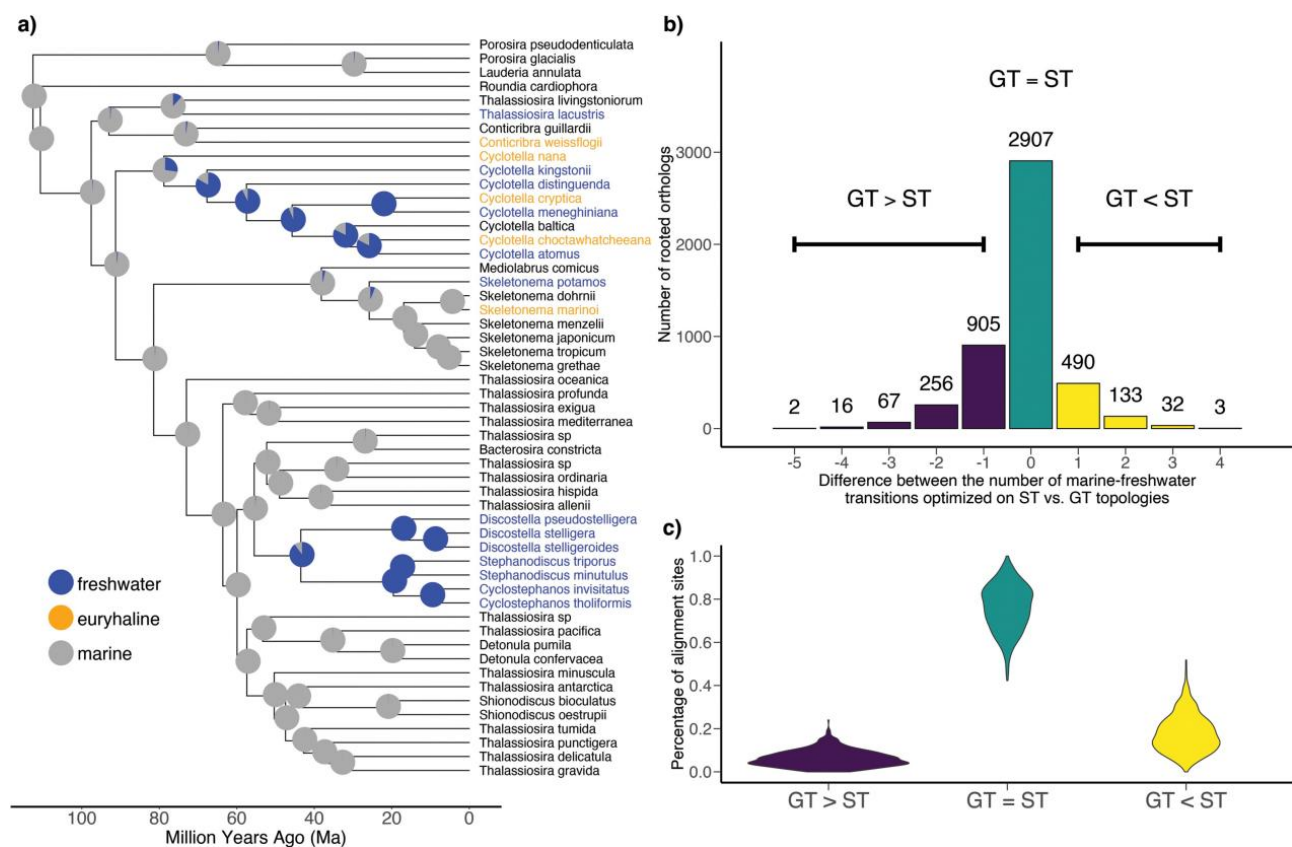 a)
Porosira pseudodenticulata
Porosira glacialis
Lauderia annulata
Roundia cardiophora
Thalassiosira livingstoniorum
Thalassiosira lacustris
Conticribra guillardii
Conticribra weissflogii
Cyclotella nana
Cyclotella kingstonii
Cyclotella distinguenda
Cyclotella cryptica
Cyclotella meneghiniana
Cyclotella baltica
Cyclotella choctawhatcheeana
Cyclotella atomus
Mediolabrus comicus
Skeletonema potamos
Skeletonema dohrnii
Skeletonema marinoi
Skeletonema menzelii
Skeletonema japonicum
Skeletonema tropicum
Skeletonema grethae
Thalassiosira oceanica
Thalassiosira profunda
Thalassiosira exigua
Thalassiosira mediterranea
Thalassiosira sp
Bacterosira constricta
Thalassiosira sp
Thalassiosira ordinaria
Thalassiosira hispida
Thalassiosira allenii
Discostella pseudostelligera
Discostella stelligera
Discostella stelligeroides
Stephanodiscus triporus
Stephanodiscus minutulus
Cyclostephanos invisitatus
Cyclostephanos tholiformis
Thalassiosira sp
Thalassiosira pacifica
Detonula pumila
Detonula confervacea
Thalassiosira minuscula
Thalassiosira antarctica
Shionodiscus bioculatus
Shionodiscus oestrupii
Thalassiosira tumida
Thalassiosira punctigera
Thalassiosira delicatula
Thalassiosira gravida
freshwater
euryhaline
marine
100 80 60 40 20 0
Million Years Ago (Ma)
b)
GT = ST
GT > ST
GT < ST
Number of rooted orthologs
3000
2000
1000
0
2 16 67 256 905 2907 490 133 32 3
-5 -4 -3 -2 -1 0 1 2 3 4
Difference between the number of marine-freshwater
transitions optimized on ST vs. GT topologies
c)
Percentage of alignment sites
1.0
0.8
0.6
0.4
0.2
0.0
GT > ST GT = ST GT < ST